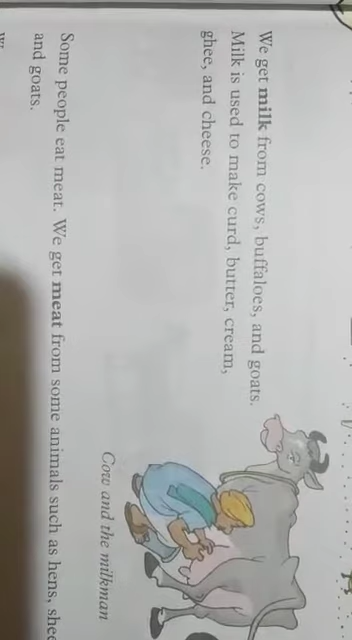 We get milk from cows, buffaloes, and goats.
Milk is used to make curd, butter, cream,
ghee, and cheese.
Cow and the milkman
Some people eat meat. We get meat from some animals such as hens,
and goats.